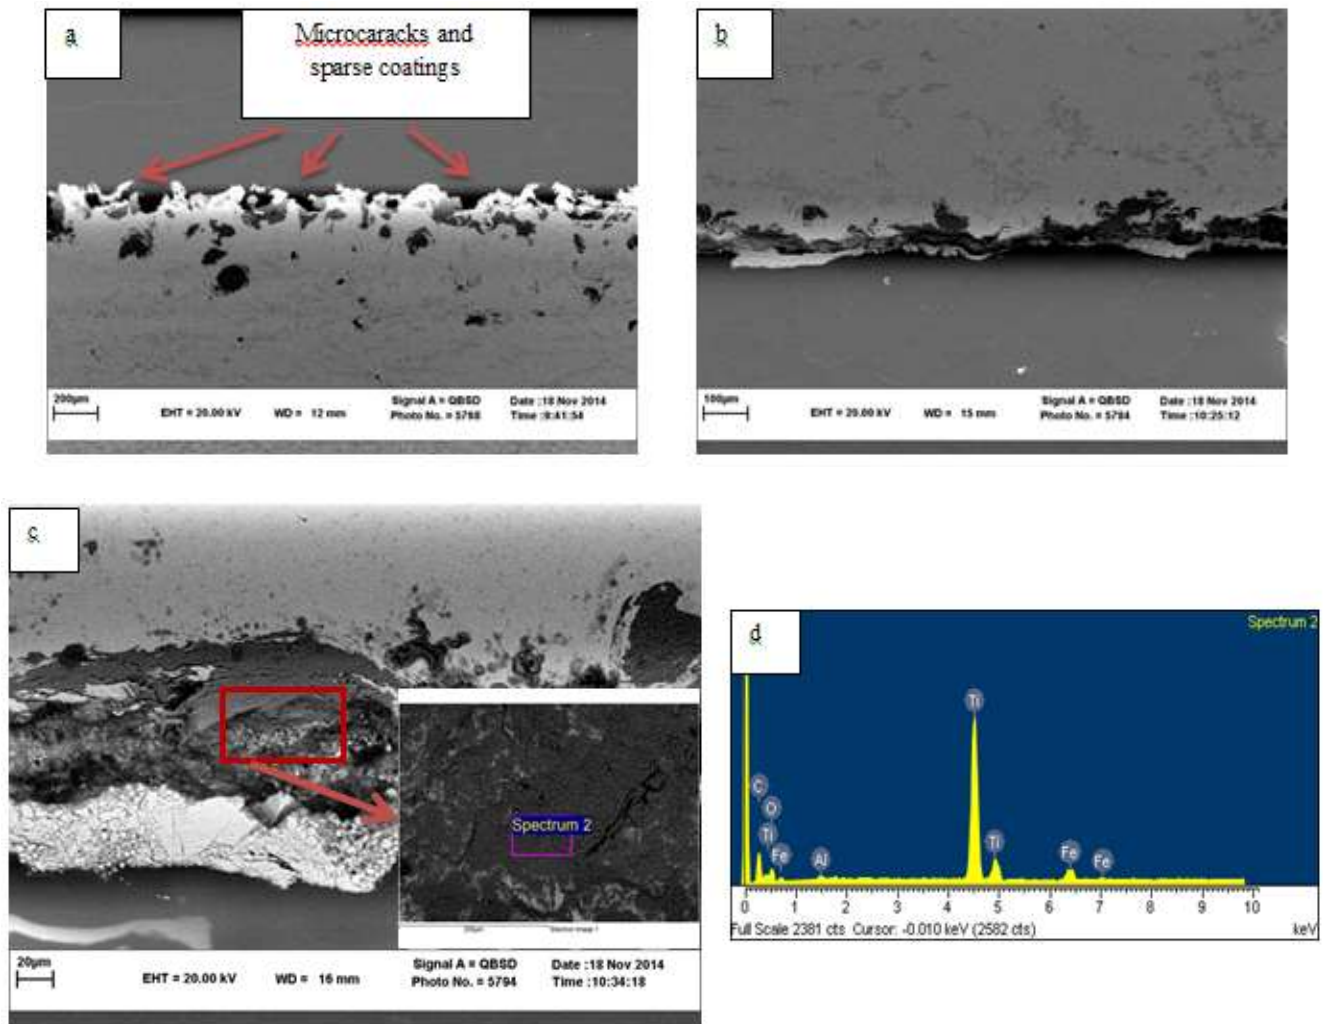 a
Microcaracks and
sparse coatings
200µm
EHT = 20.00 kV
WD = 12 mm
Signal A = QBSD
Photo No. = 5768
Date :18 Nov 2014
Time :9:41:54
b
100µm
EHT = 20.00 kV
WD = 15 mm
Signal A = QBSD
Photo No. = 5784
Date :18 Nov 2014
Time :10:25:12
c
Spectrum 2
20µm
EHT = 20.00 kV
WD = 16 mm
Signal A = QBSD
Photo No. = 5794
Date :18 Nov 2014
Time :10:34:18
d
Spectrum 2
Ti
C
O
Ti
Fe
Al
Ti
Fe
Fe
0 1 2 3 4 5 6 7 8 9 10
Full Scale 2381 cts Cursor: -0.010 keV (2582 cts)
keV